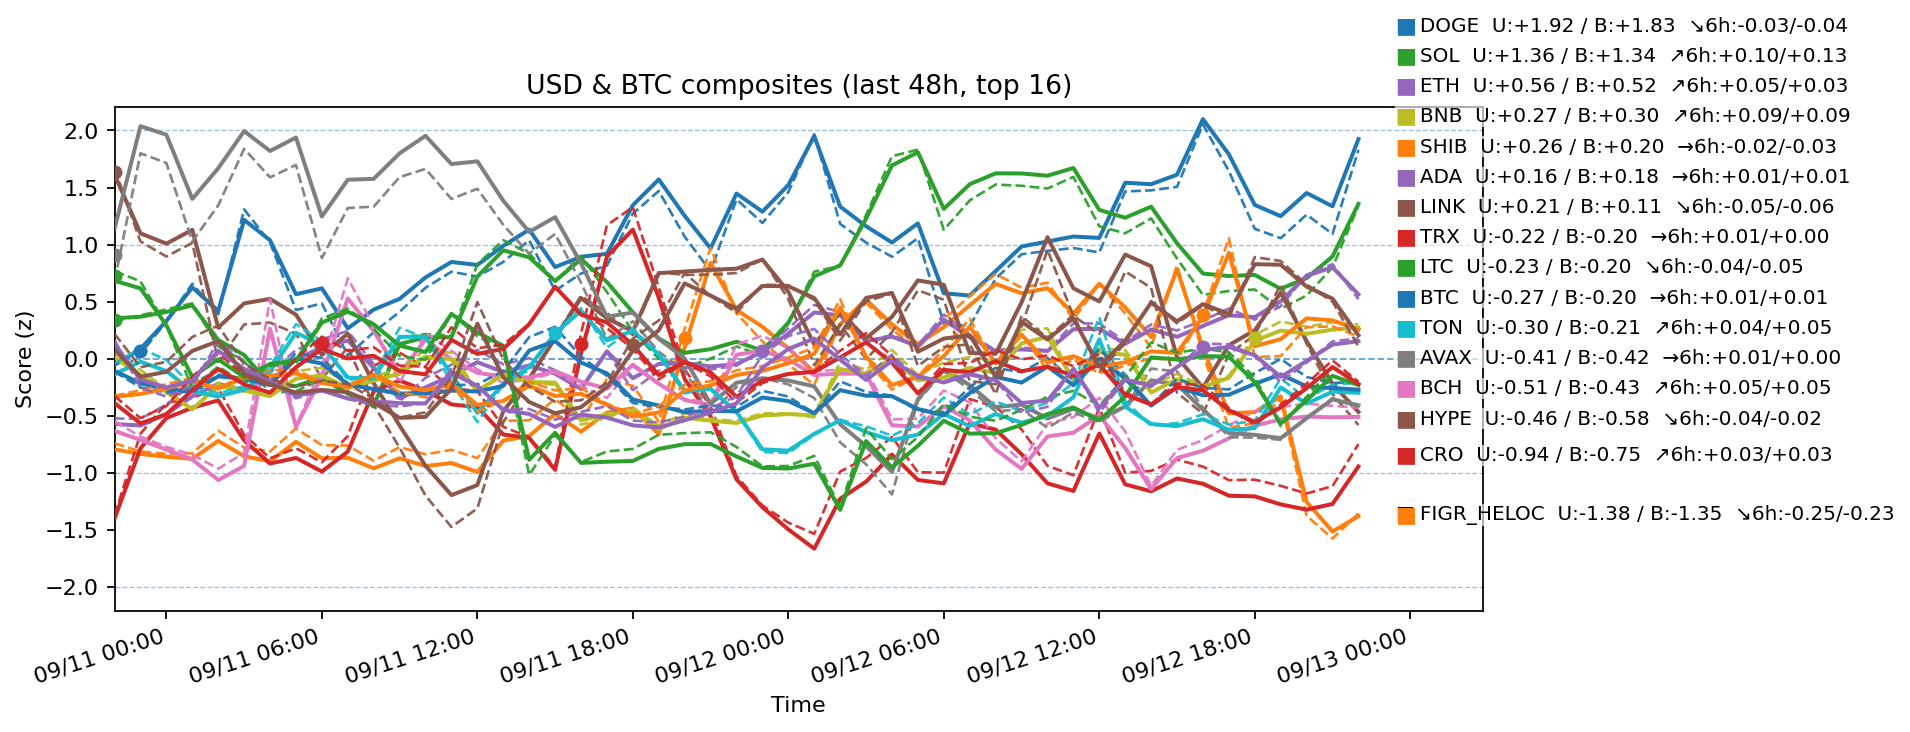 DOGE  U:+1.92 / B:+1.83  ↘6h:-0.03/-0.04
SOL  U:+1.36 / B:+1.34  ↗6h:+0.10/+0.13
USD & BTC composites (last 48h, top 16)
ETH  U:+0.56 / B:+0.52  ↗6h:+0.05/+0.03
BNB  U:+0.27 / B:+0.30  ↗6h:+0.09/+0.09
SHIB  U:+0.26 / B:+0.20  →6h:-0.02/-0.03
ADA  U:+0.16 / B:+0.18  →6h:+0.01/+0.01
LINK  U:+0.21 / B:+0.11  ↘6h:-0.05/-0.06
TRX  U:-0.22 / B:-0.20  →6h:+0.01/+0.00
LTC  U:-0.23 / B:-0.20  ↘6h:-0.04/-0.05
BTC  U:-0.27 / B:-0.20  →6h:+0.01/+0.01
TON  U:-0.30 / B:-0.21  ↗6h:+0.04/+0.05
AVAX  U:-0.41 / B:-0.42  →6h:+0.01/+0.00
BCH  U:-0.51 / B:-0.43  ↗6h:+0.05/+0.05
HYPE  U:-0.46 / B:-0.58  ↘6h:-0.04/-0.02
CRO  U:-0.94 / B:-0.75  ↗6h:+0.03/+0.03
FIGR_HELOC  U:-1.38 / B:-1.35  ↘6h:-0.25/-0.23
Score (z)
2.0
1.5
1.0
0.5
0.0
−0.5
−1.0
−1.5
−2.0
09/11 00:00
09/11 06:00
09/11 12:00
09/11 18:00
09/12 00:00
09/12 06:00
09/12 12:00
09/12 18:00
09/13 00:00
Time